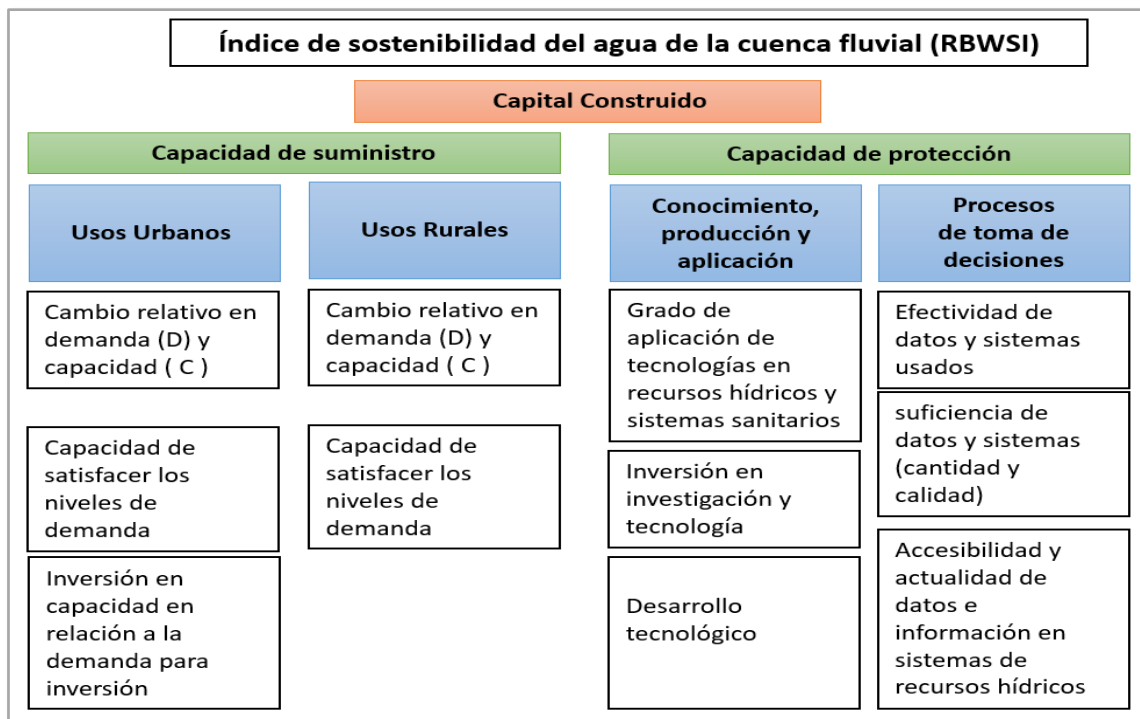 Índice de sostenibilidad del agua de la cuenca fluvial (RBWSI)
Capital Construido
Capacidad de suministro
Capacidad de protección
Usos Urbanos
Usos Rurales
Conocimiento,
producción y
aplicación
Procesos
de toma de
decisiones
Cambio relativo en
demanda (D) y
capacidad ( C )
Capacidad de
satisfacer los
niveles de
demanda
Inversión en
capacidad en
relación a la
demanda para
inversión
Cambio relativo en
demanda (D) y
capacidad ( C )
Capacidad de
satisfacer los
niveles de
demanda
Grado de
aplicación de
tecnologías en
recursos hídricos y
sistemas sanitarios
Inversión en
investigación y
tecnología
Desarrollo
tecnológico
Efectividad de
datos y sistemas
usados
suficiencia de
datos y sistemas
(cantidad y
calidad)
Accesibilidad y
actualidad de
datos e
información en
sistemas de
recursos hídricos